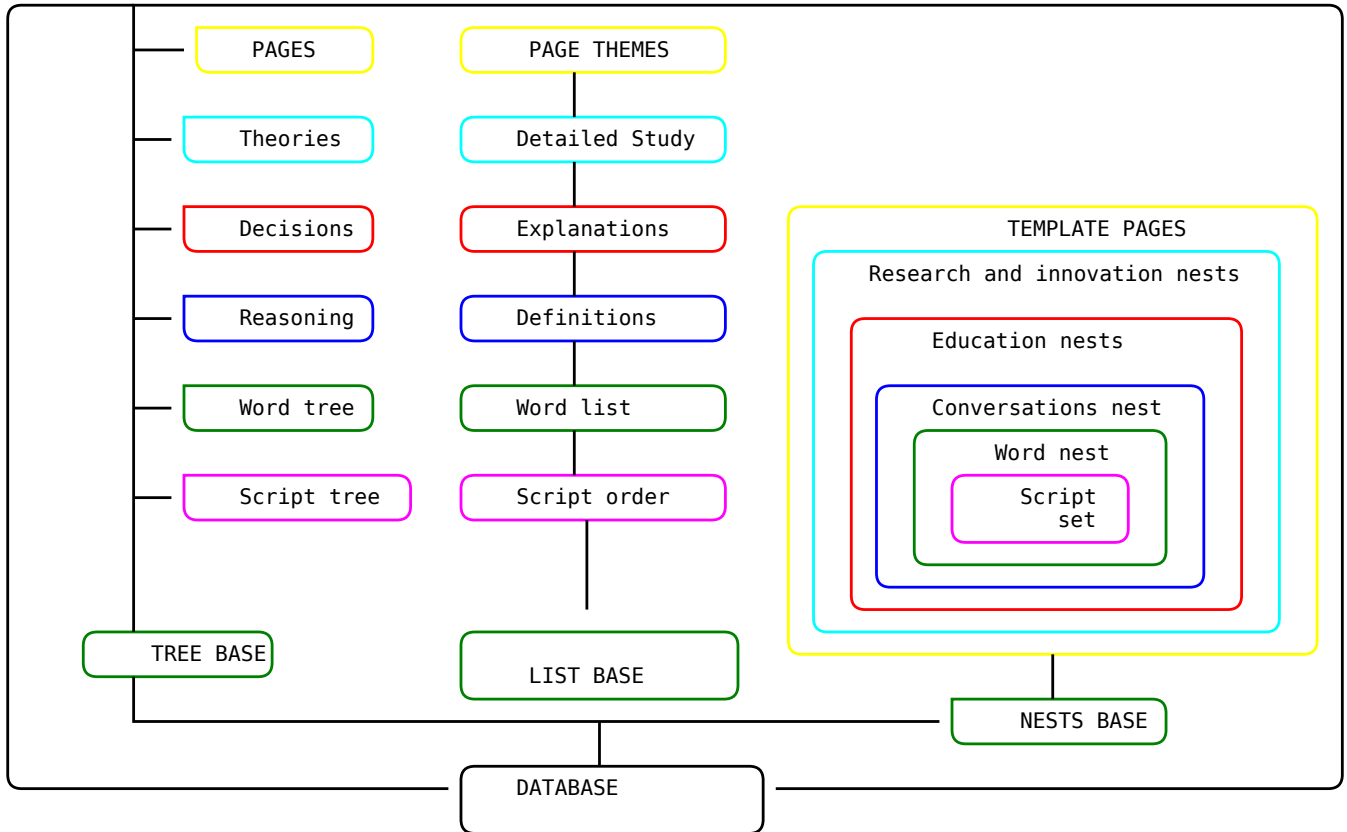 PAGES
PAGE THEMES
Theories
Detailed Study
Decisions
Explanations
TEMPLATE PAGES
Research and innovation nests
Reasoning
Definitions
Education nests
Word tree
Word list
Conversations nest
Word nest
Script tree
Script order
Script
set
TREE BASE
LIST BASE
NESTS BASE
DATABASE